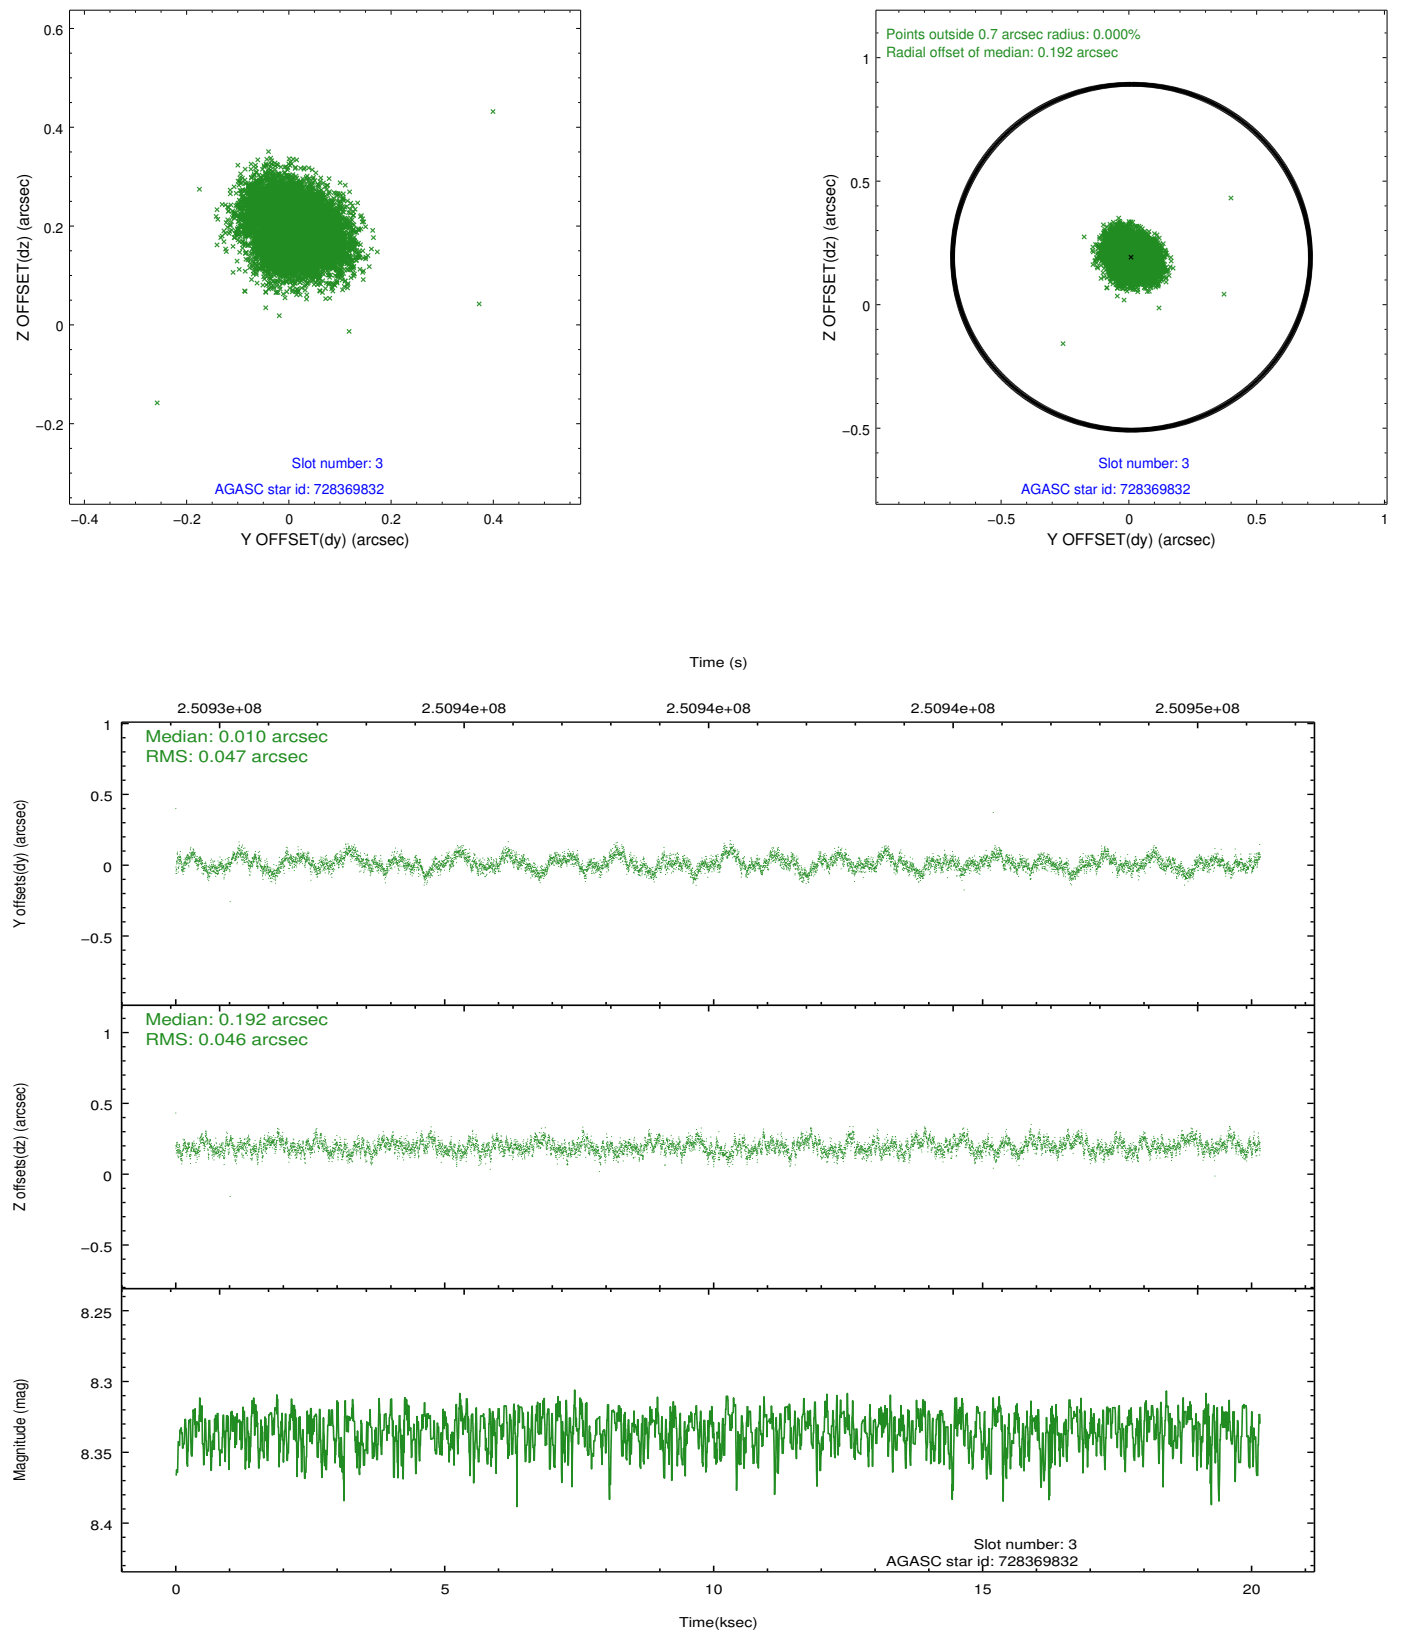 0.6
0.4
0.2
0
−0.2
−0.4
−0.2
0
0.2
0.4
Z OFFSET(dz) (arcsec)
Y OFFSET(dy) (arcsec)
Slot number: 3
AGASC star id: 728369832
Points outside 0.7 arcsec radius: 0.000%
Radial offset of median: 0.192 arcsec
1
0.5
0
−0.5
−0.5
0
0.5
1
Z OFFSET(dz) (arcsec)
Y OFFSET(dy) (arcsec)
Slot number: 3
AGASC star id: 728369832
Time (s)
2.5093e+08
2.5094e+08
2.5094e+08
2.5094e+08
2.5095e+08
Median: 0.010 arcsec
RMS: 0.047 arcsec
1
0.5
0
−0.5
Y offsets(dy) (arcsec)
Median: 0.192 arcsec
RMS: 0.046 arcsec
1
0.5
0
−0.5
Z offsets(dz) (arcsec)
8.25
8.3
8.35
8.4
Magnitude (mag)
Slot number: 3
AGASC star id: 728369832
0
5
10
15
20
Time(ksec)